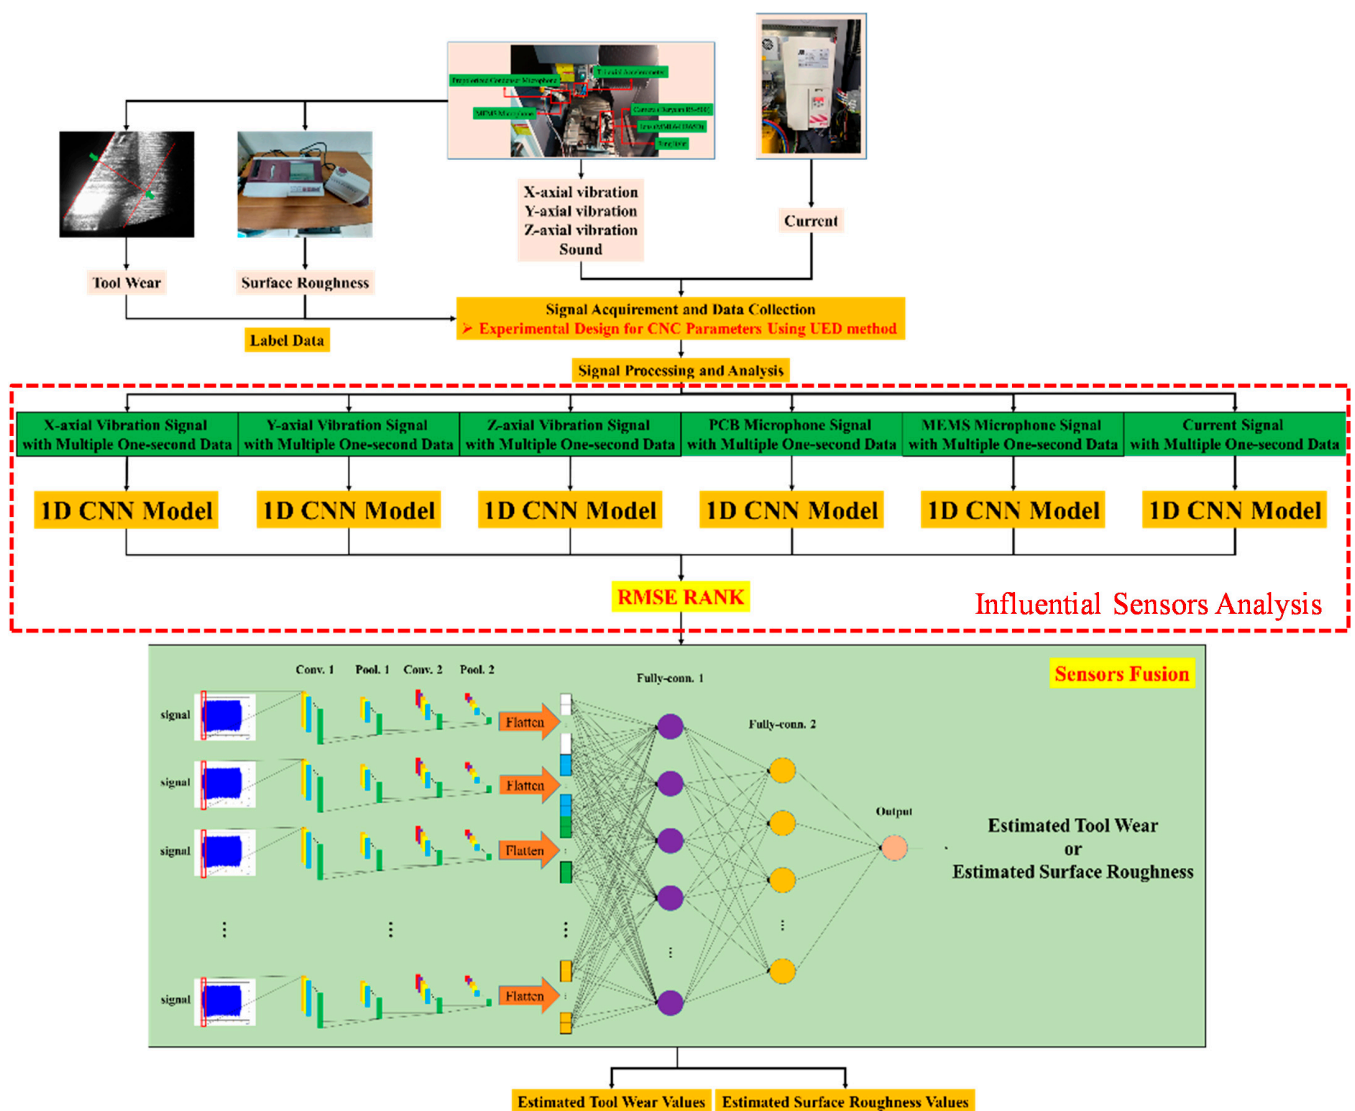 MEMS Microphone
X-axial vibration
Y-axial vibration
Z-axial vibration
Sound
Current
Tool Wear
Surface Roughness
Label Data
Signal Acquirement and Data Collection
➢ Experimental Design for CNC Parameters Using UED method
Signal Processing and Analysis
X-axial Vibration Signal
with Multiple One-second Data
Y-axial Vibration Signal
with Multiple One-second Data
Z-axial Vibration Signal
with Multiple One-second Data
PCB Microphone Signal
with Multiple One-second Data
MEMS Microphone Signal
with Multiple One-second Data
Current Signal
with Multiple One-second Data
1D CNN Model
1D CNN Model
1D CNN Model
1D CNN Model
1D CNN Model
1D CNN Model
RMSE RANK
Influential Sensors Analysis
Sensors Fusion
Conv. 1
Pool. 1
Conv. 2
Pool. 2
Fully-conn. 1
Fully-conn. 2
Output
signal
Flatten
signal
Flatten
signal
Flatten
signal
Flatten
Estimated Tool Wear
or
Estimated Surface Roughness
Estimated Tool Wear Values
Estimated Surface Roughness Values